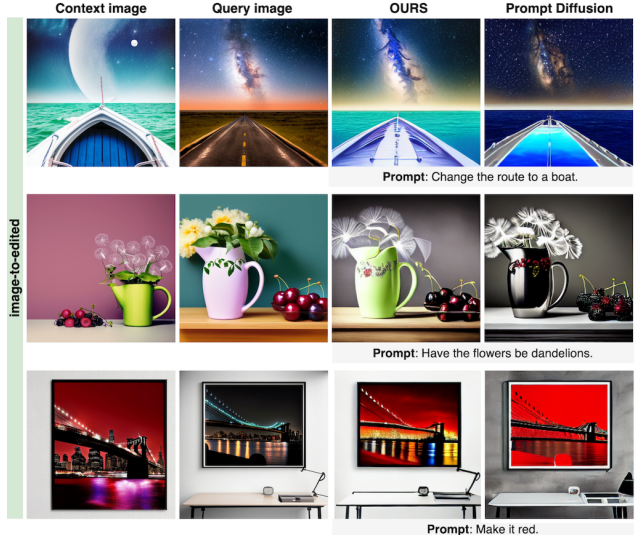 Context image
Query image
OURS
Prompt Diffusion
image-to-edited
Prompt: Change the route to a boat.
Prompt: Have the flowers be dandelions.
Prompt: Make it red.